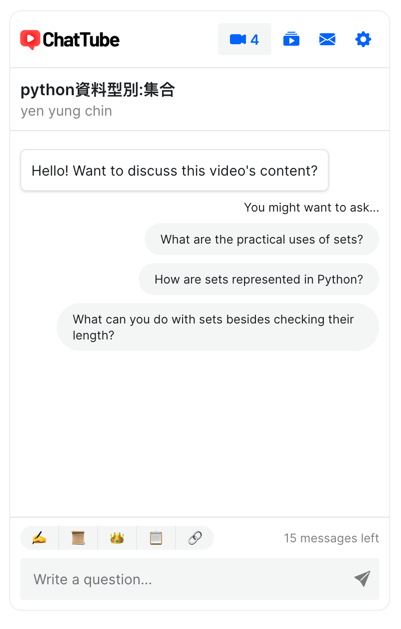 ChatTube
4
python資料型別:集合
yen yung chin
Hello! Want to discuss this video's content?
You might want to ask...
What are the practical uses of sets?
How are sets represented in Python?
What can you do with sets besides checking their
length?
15 messages left
Write a question...